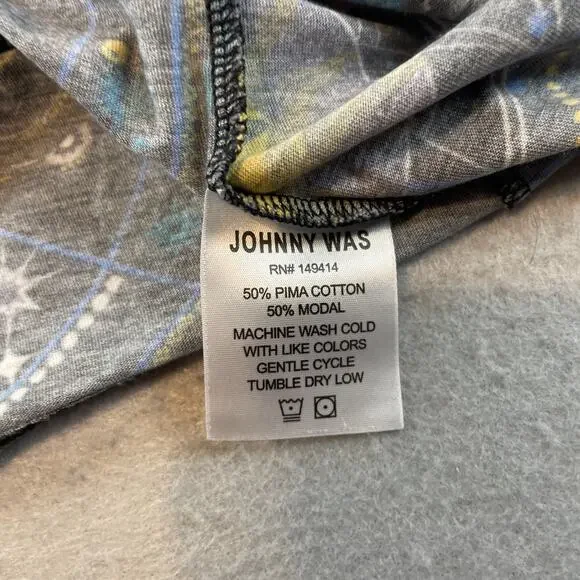 JOHNNY WAS
RN# 149414
50% PIMA COTTON
50% MODAL
MACHINE WASH COLD
WITH LIKE COLORS
GENTLE CYCLE
TUMBLE DRY LOW